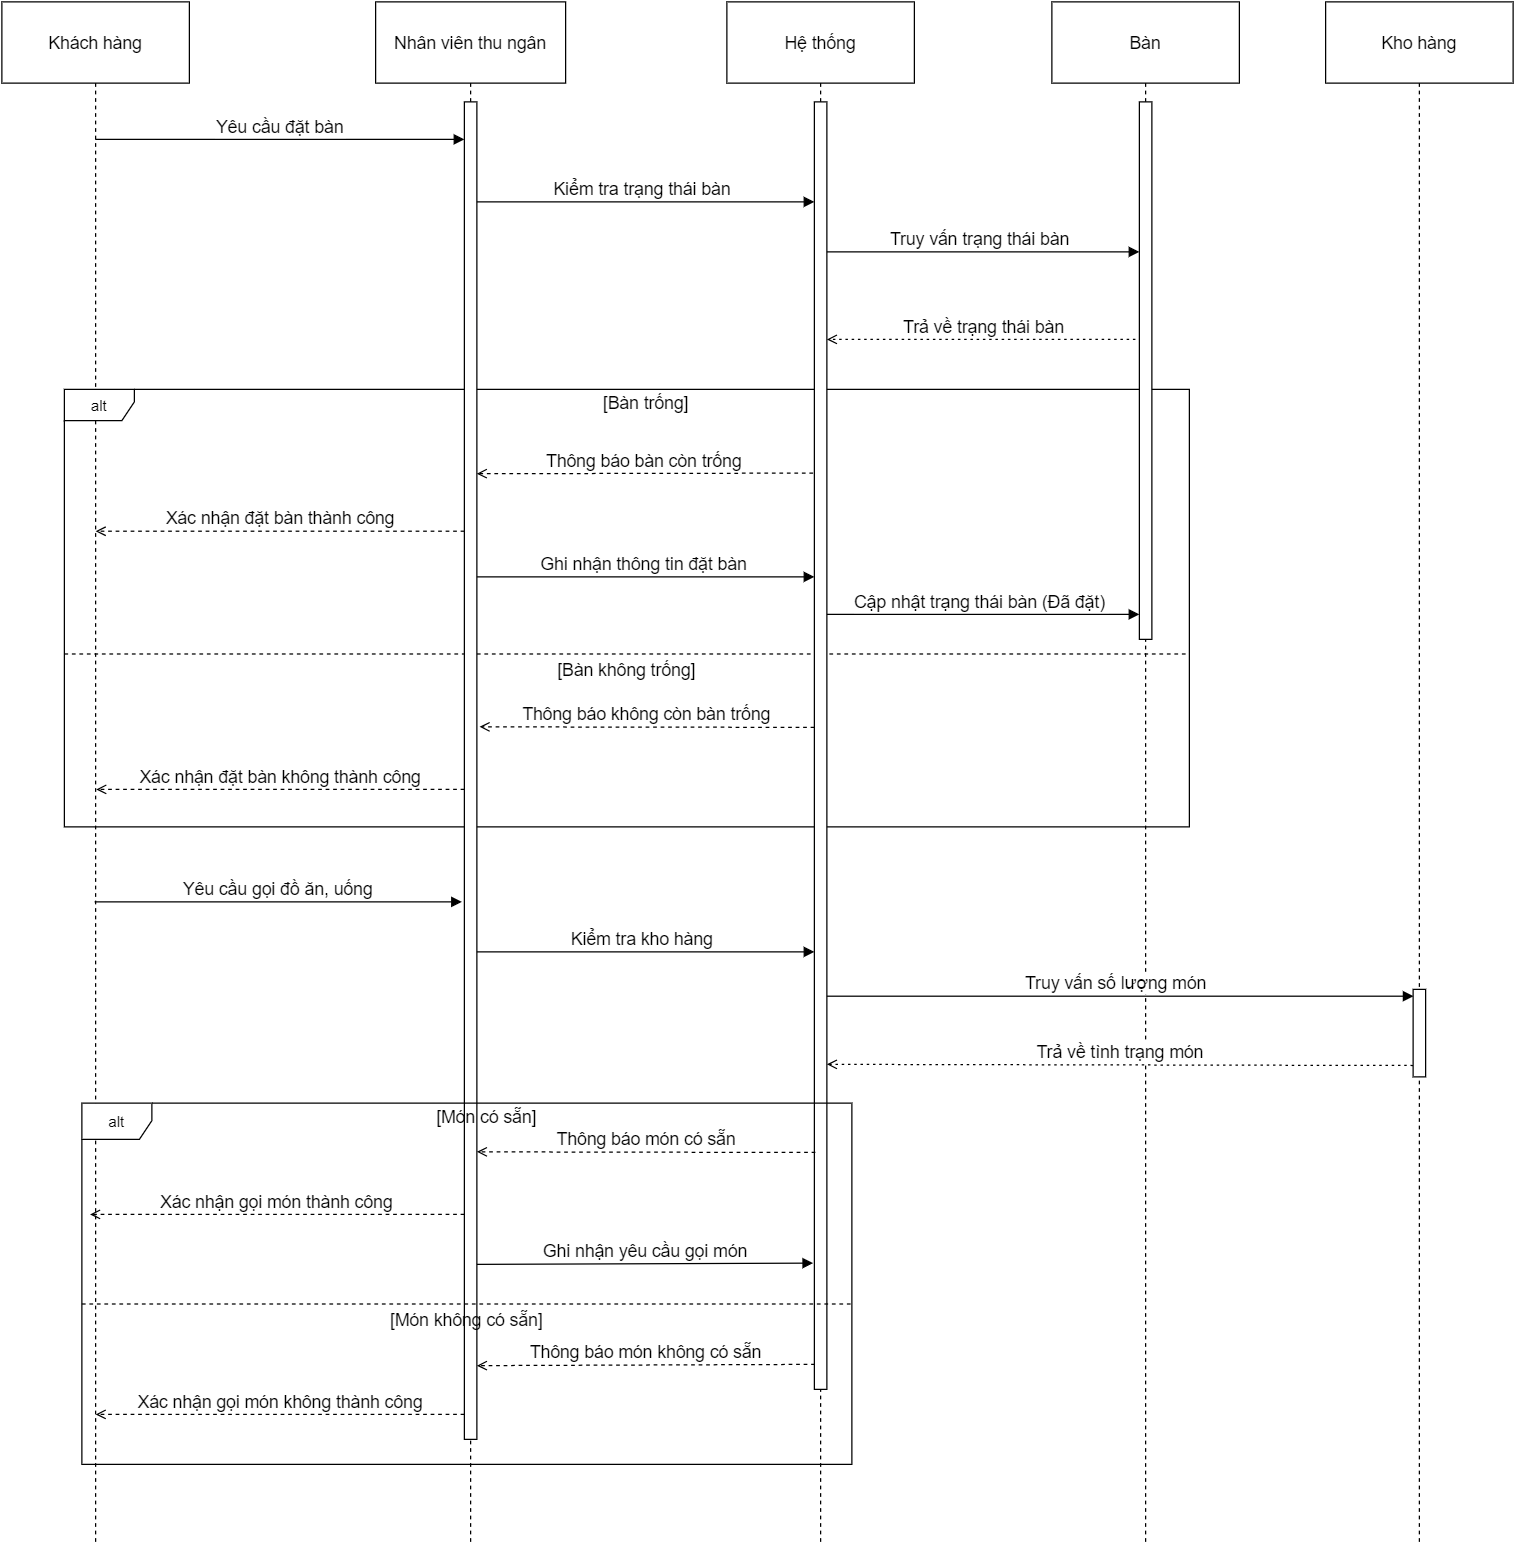 Khách hàng
Nhân viên thu ngân
Hệ thống
Bàn
Kho hàng
Yêu cầu đặt bàn
Kiểm tra trạng thái bàn
Truy vấn trạng thái bàn
Trả về trạng thái bàn
alt
[Bàn trống]
Thông báo bàn còn trống
Xác nhận đặt bàn thành công
Ghi nhận thông tin đặt bàn
Cập nhật trạng thái bàn (Đã đặt)
[Bàn không trống]
Thông báo không còn bàn trống
Xác nhận đặt bàn không thành công
Yêu cầu gọi đồ ăn, uống
Kiểm tra kho hàng
Truy vấn số lượng món
Trả về tình trạng món
alt
[Món có sẵn]
Thông báo món có sẵn
Xác nhận gọi món thành công
Ghi nhận yêu cầu gọi món
[Món không có sẵn]
Thông báo món không có sẵn
Xác nhận gọi món không thành công